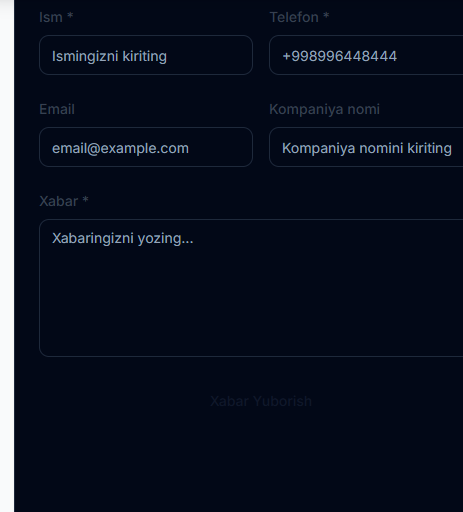 Ism * Telefon *
Ismingizni kiriting +998996448444
Email Kompaniya nomi
email@example.com Kompaniya nomini kiriting
Xabar *
Xabaringizni yozing...
Xabar Yuborish